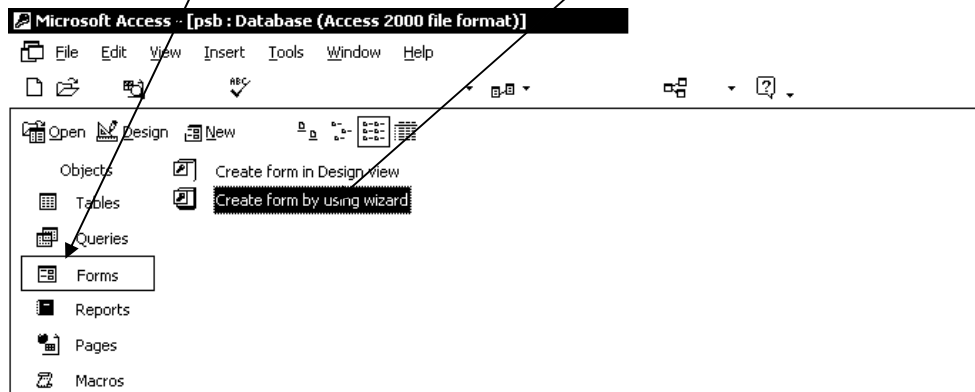 Microsoft Access - [psb : Database (Access 2000 file format)]
File Edit View Insert Tools Window Help
ABC
Open Design New
Objects
Create form in Design view
Tables
Create form by using wizard
Queries
Forms
Reports
Pages
Macros